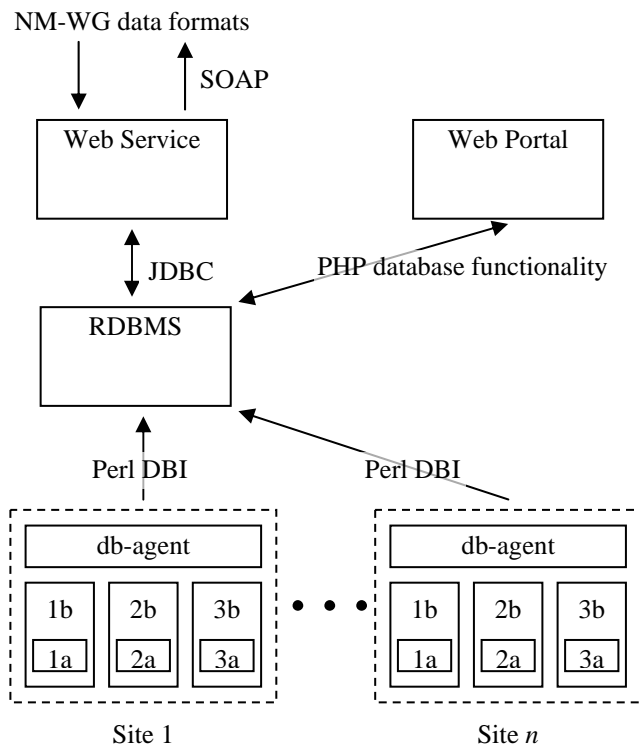 NM-WG data formats
SOAP
Web Service
Web Portal
JDBC
PHP database functionality
RDBMS
Perl DBI
Perl DBI
db-agent
db-agent
1b 2b 3b
1b 2b 3b
1a 2a 3a
1a 2a 3a
Site 1
Site n